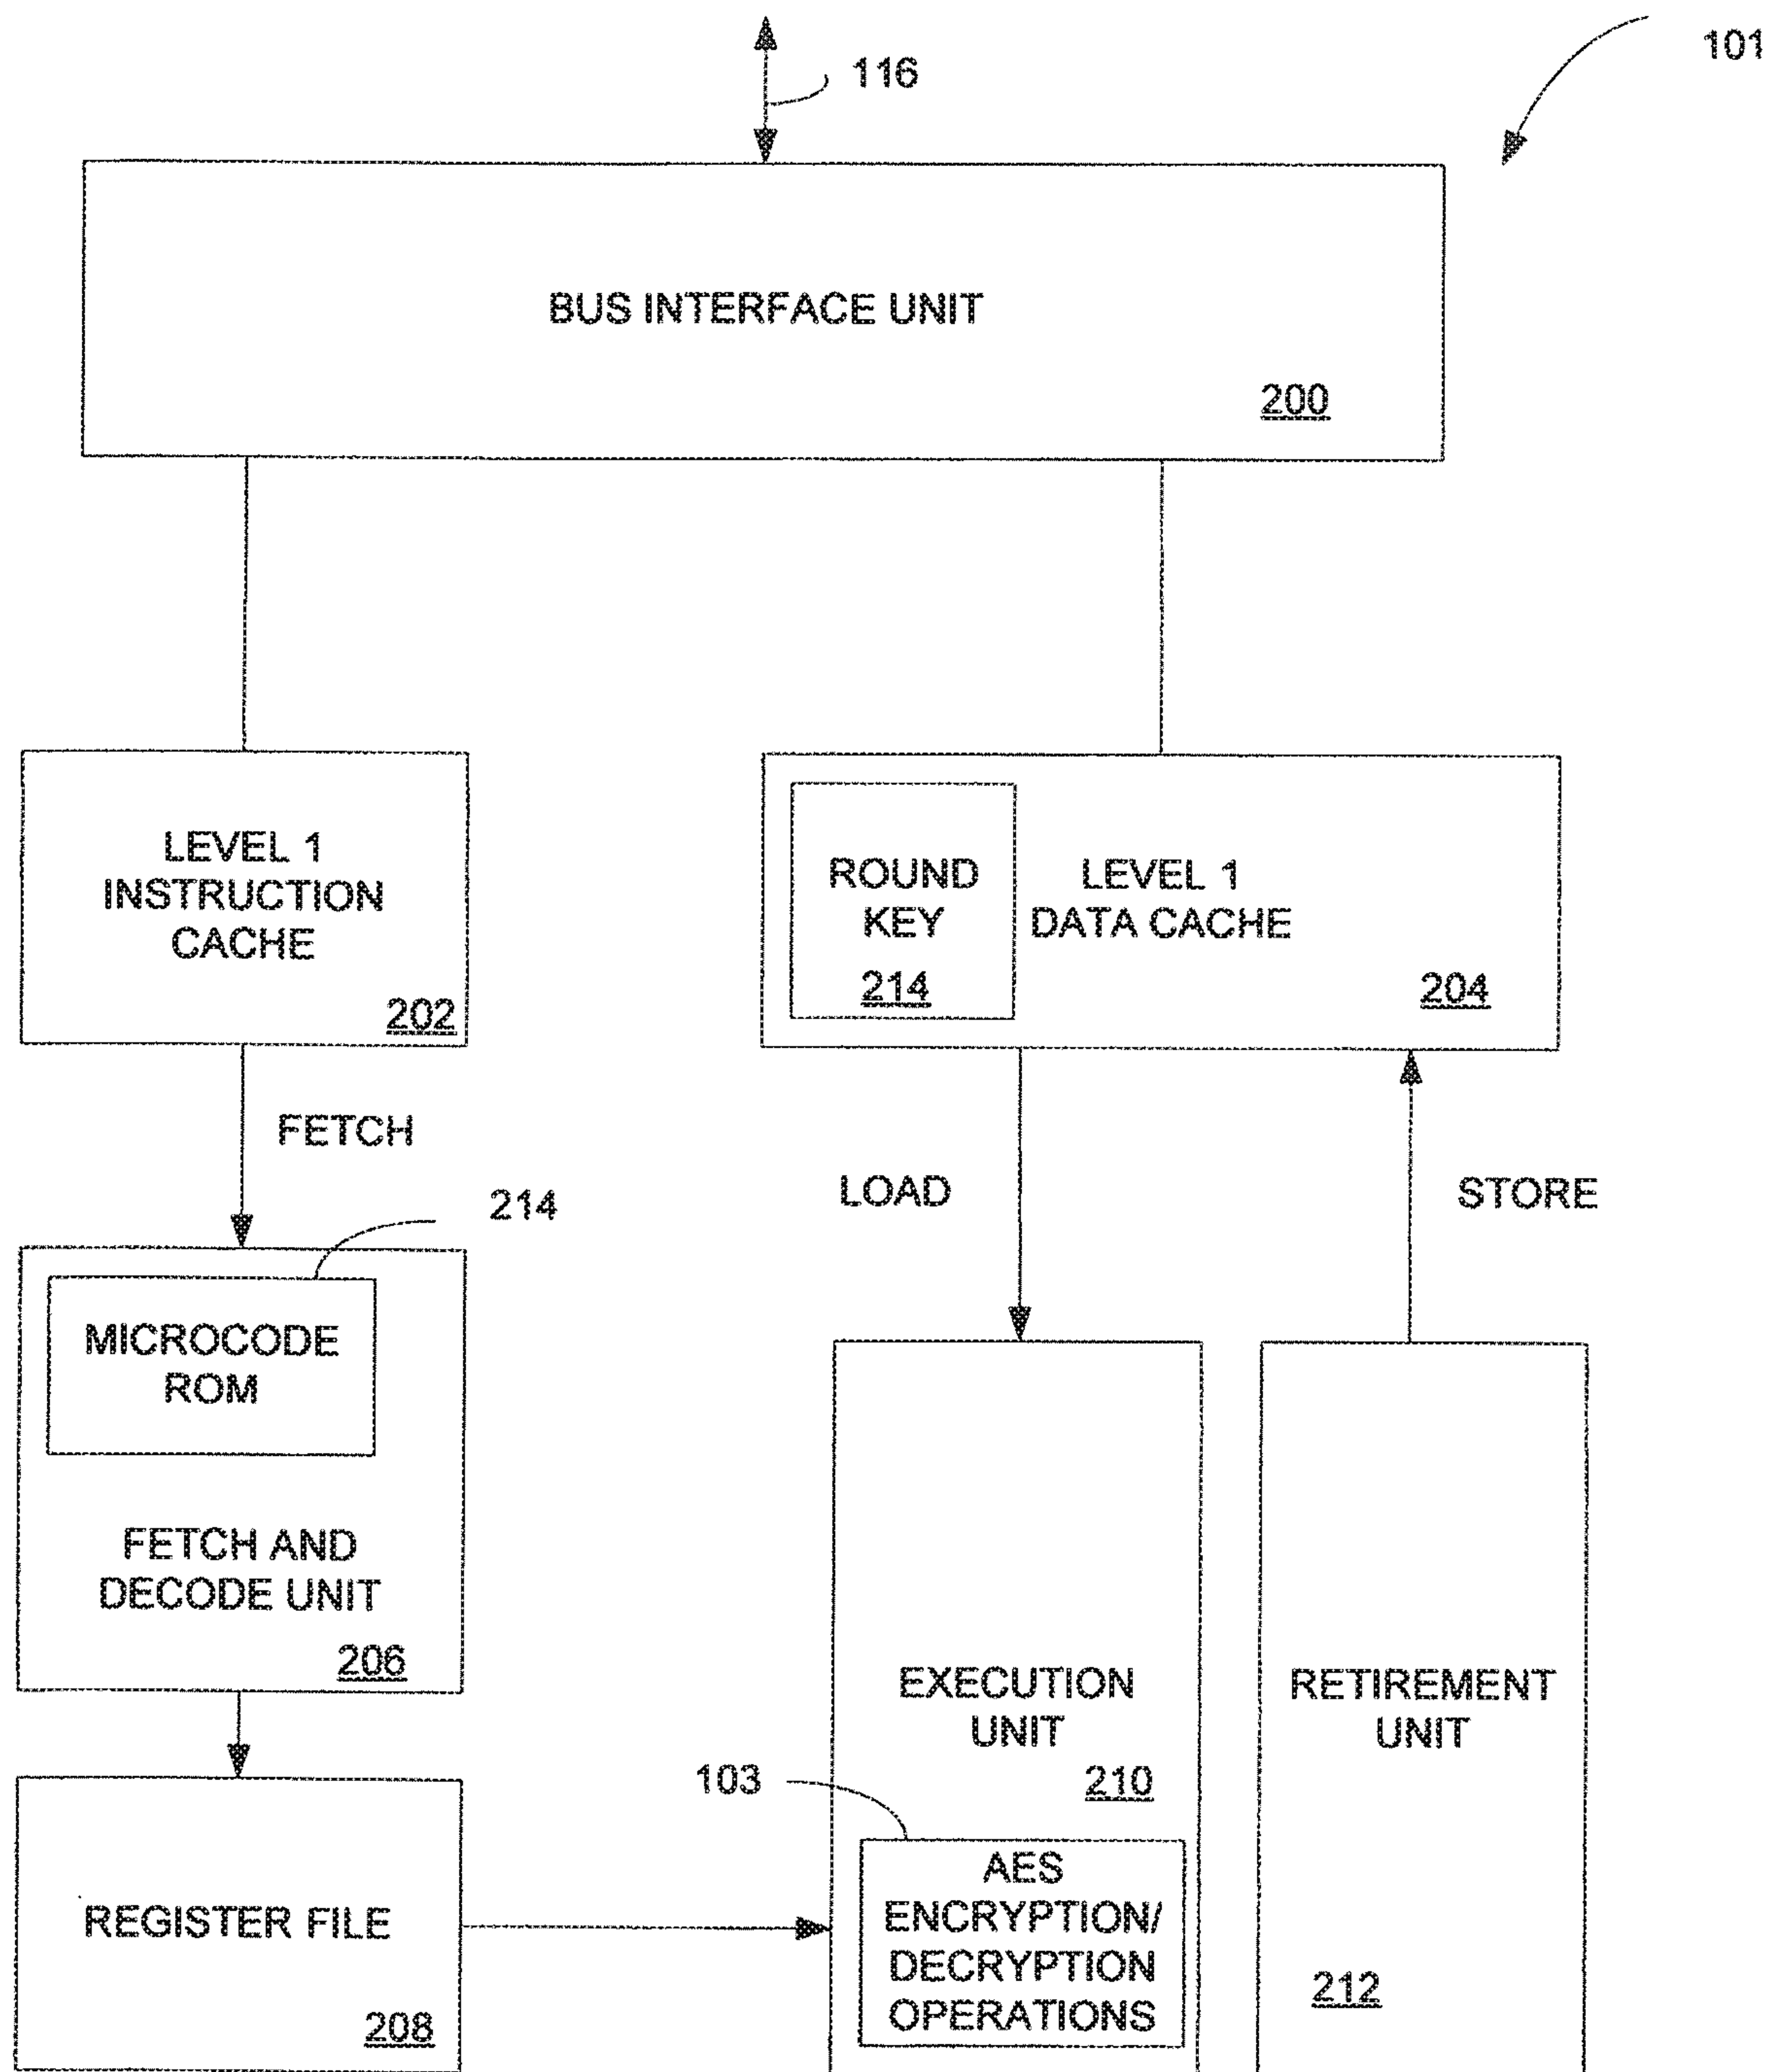 116
101
BUS INTERFACE UNIT
200
LEVEL 1
INSTRUCTION
CACHE
202
ROUND
KEY
214
LEVEL 1
DATA CACHE
204
FETCH
214
LOAD
STORE
MICROCODE
ROM
FETCH AND
DECODE UNIT
206
EXECUTION
UNIT
210
RETIREMENT
UNIT
212
103
AES
ENCRYPTION/
DECRYPTION
OPERATIONS
REGISTER FILE
208